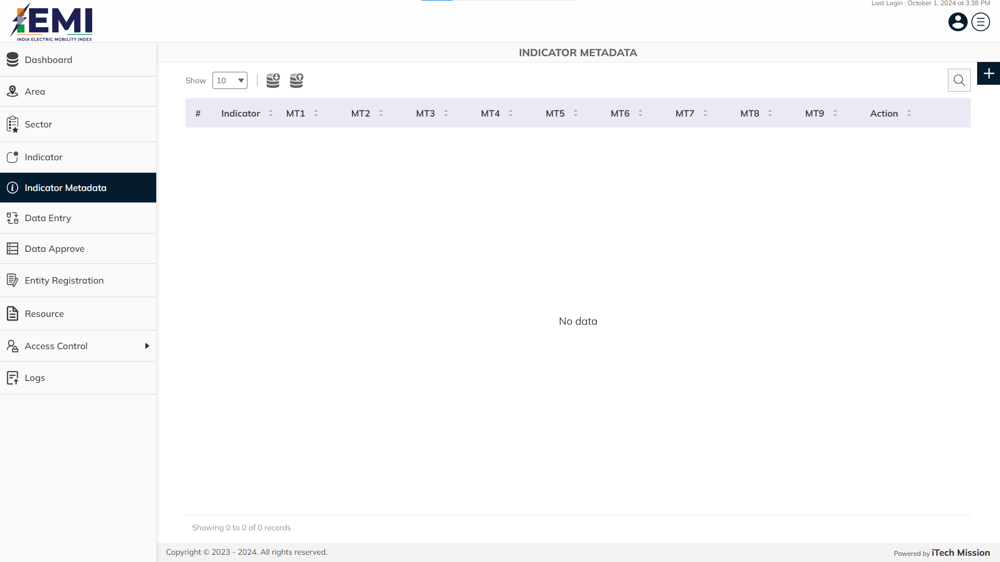 Last Login : October 1, 2024 at 3:38 PM
EMI
INDIA ELECTRIC MOBILITY INDEX
Dashboard
Area
Sector
Indicator
Indicator Metadata
Data Entry
Data Approve
Entity Registration
Resource
Access Control
Logs
INDICATOR METADATA
Show 10
# Indicator MT1 MT2 MT3 MT4 MT5 MT6 MT7 MT8 MT9 Action
No data
Showing 0 to 0 of 0 records
Copyright © 2023 - 2024. All rights reserved.
Powered by iTech Mission